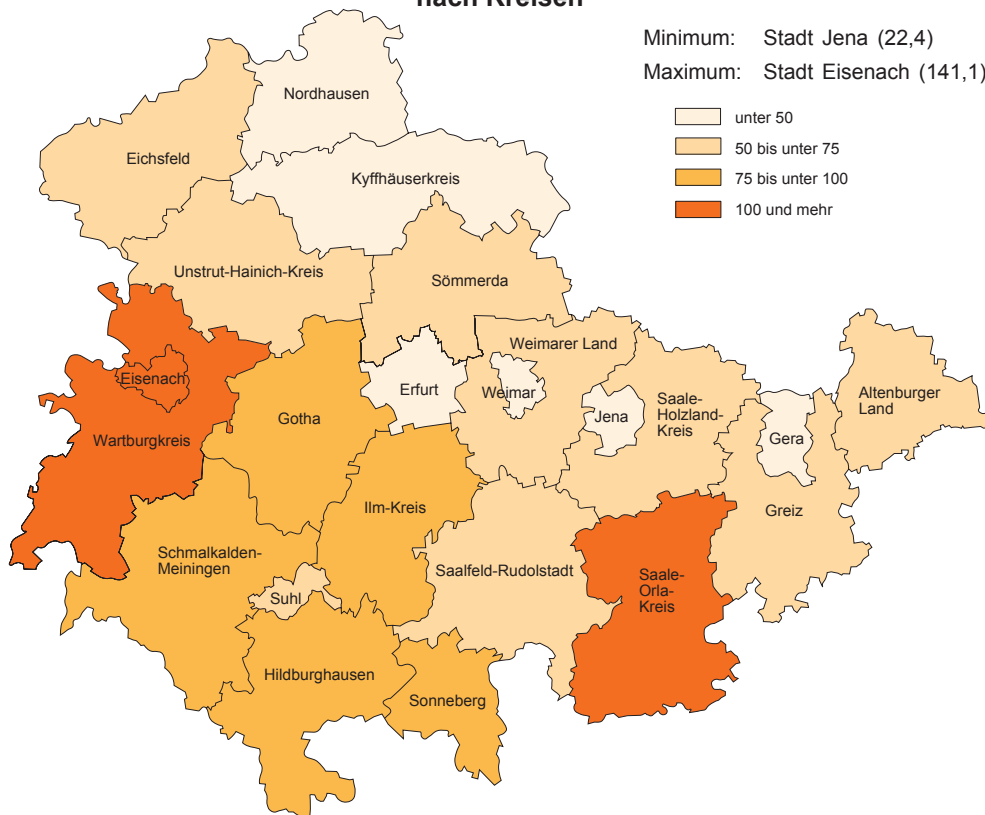 nach Kreisen
Minimum: Stadt Jena (22,4)
Maximum: Stadt Eisenach (141,1)
unter 50
50 bis unter 75
75 bis unter 100
100 und mehr
Nordhausen
Eichsfeld
Kyffhäuserkreis
Unstrut-Hainich-Kreis
Sömmerda
Weimarer Land
Eisenach
Erfurt
Weimar
Gotha
Jena
Saale-
Holzland-
Kreis
Altenburger
Land
Wartburgkreis
Gera
Ilm-Kreis
Greiz
Schmalkalden-
Meiningen
Saalfeld-Rudolstadt
Saale-
Orla-
Kreis
Suhl
Hildburghausen
Sonneberg